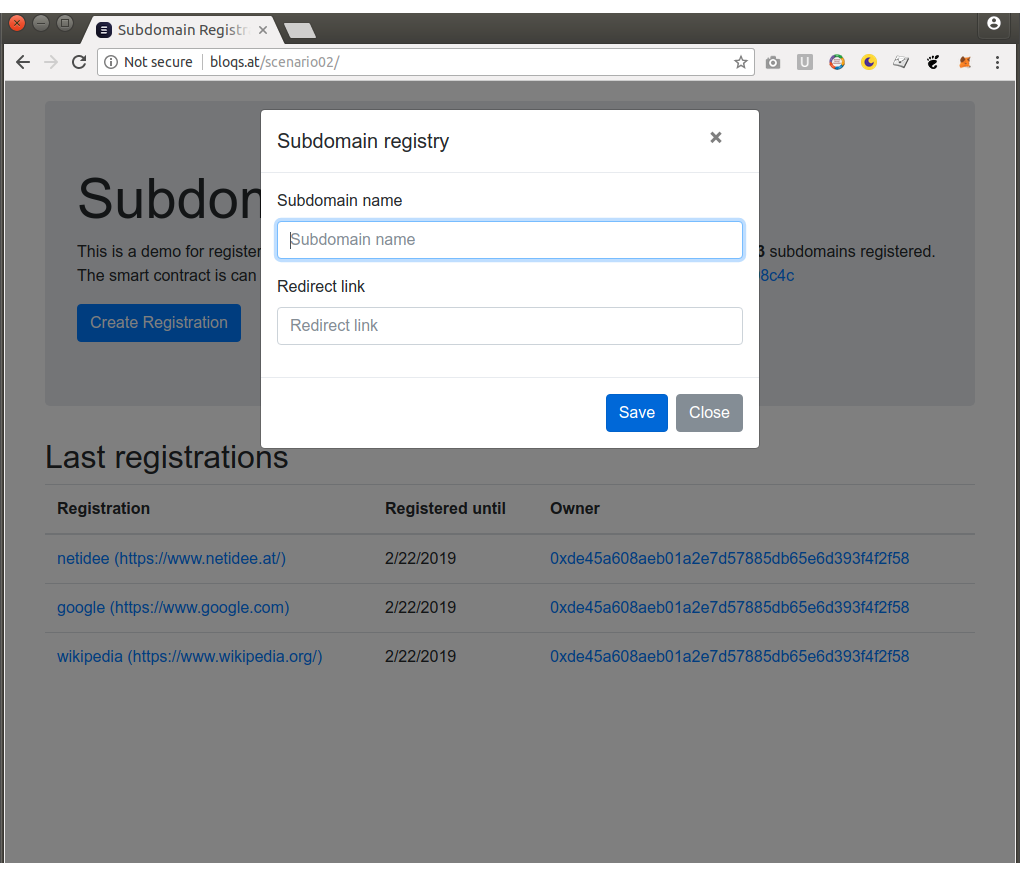 Subdomain Registr
Not secure | bloqs.at/scenario02/
Subdomain registry ×
Subdomain name
Subdomain name
Redirect link
Redirect link
Save Close
This is a demo for register 3 subdomains registered.
The smart contract is can 8c4c
Create Registration
Last registrations
Registration Registered until Owner
netidee (https://www.netidee.at/) 2/22/2019 0xde45a608aeb01a2e7d57885db65e6d393f4f2f58
google (https://www.google.com) 2/22/2019 0xde45a608aeb01a2e7d57885db65e6d393f4f2f58
wikipedia (https://www.wikipedia.org/) 2/22/2019 0xde45a608aeb01a2e7d57885db65e6d393f4f2f58